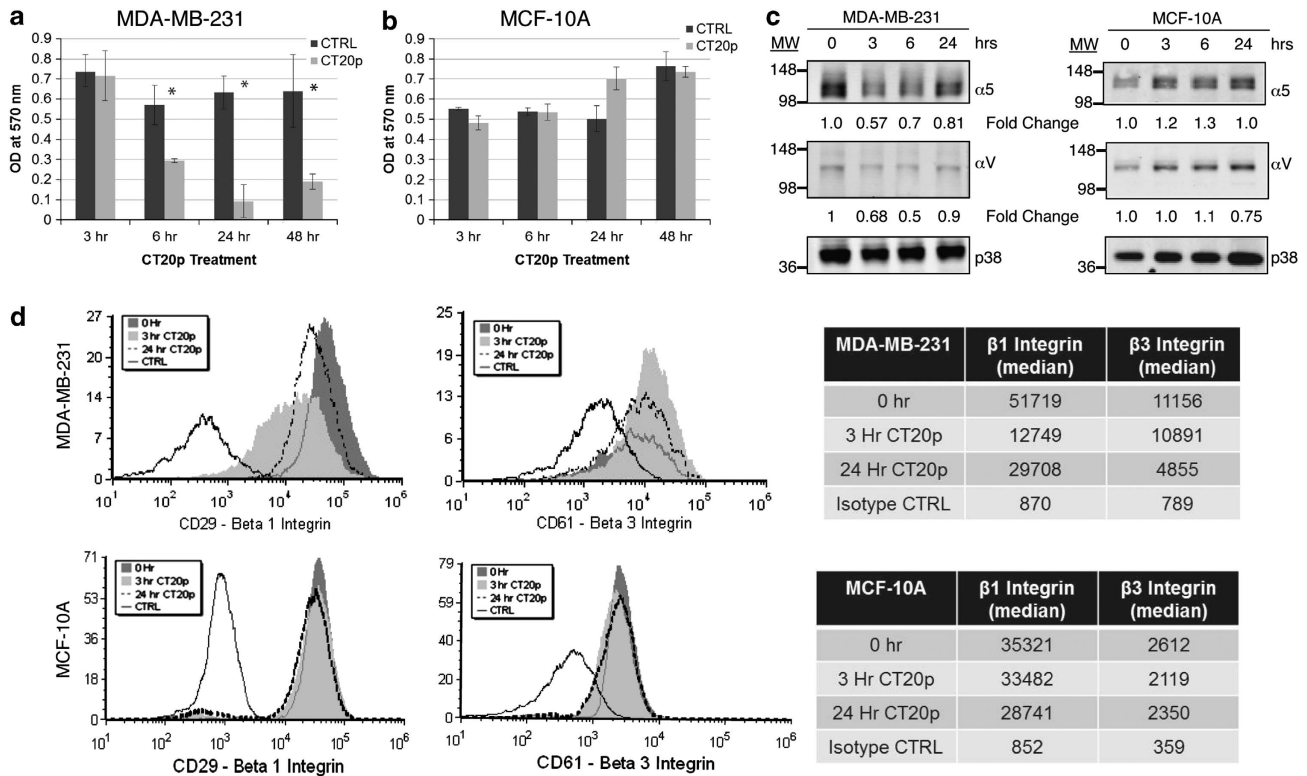 a
MDA-MB-231
OD at 570 nm
0.9
0.8
0.7
0.6
0.5
0.4
0.3
0.2
0.1
0
CTRL
CT20p
*
*
*
3 hr
6 hr
24 hr
48 hr
CT20p Treatment
b
MCF-10A
OD at 570 nm
0.9
0.8
0.7
0.6
0.5
0.4
0.3
0.2
0.1
0
CTRL
CT20p
3 hr
6 hr
24 hr
48 hr
CT20p Treatment
c
MDA-MB-231
MW 0 3 6 24 hrs
148
98
α5
1.0 0.57 0.7 0.81 Fold Change
148
98
αV
1 0.68 0.5 0.9 Fold Change
36
p38
MCF-10A
MW 0 3 6 24 hrs
148
98
α5
1.0 1.2 1.3 1.0
148
98
αV
1.0 1.0 1.1 0.75
36
p38
d
MDA-MB-231
27
20
14
7
0
0 Hr
3 hr CT20p
24 hr CT20p
CTRL
10^1 10^2 10^3 10^4 10^5 10^6
CD29 - Beta 1 Integrin
25
19
13
6
0
0 Hr
3 hr CT20p
24 hr CT20p
CTRL
10^1 10^2 10^3 10^4 10^5 10^6
CD61 - Beta 3 Integrin
MDA-MB-231 β1 Integrin (median) β3 Integrin (median)
0 hr 51719 11156
3 Hr CT20p 12749 10891
24 Hr CT20p 29708 4855
Isotype CTRL 870 789
MCF-10A
71
53
36
18
0
0 Hr
3 hr CT20p
24 hr CT20p
CTRL
10^1 10^2 10^3 10^4 10^5 10^6
CD29 - Beta 1 Integrin
79
59
39
20
0
0 Hr
3 hr CT20p
24 hr CT20p
CTRL
10^1 10^2 10^3 10^4 10^5 10^6
CD61 - Beta 3 Integrin
MCF-10A β1 Integrin (median) β3 Integrin (median)
0 hr 35321 2612
3 Hr CT20p 33482 2119
24 Hr CT20p 28741 2350
Isotype CTRL 852 359